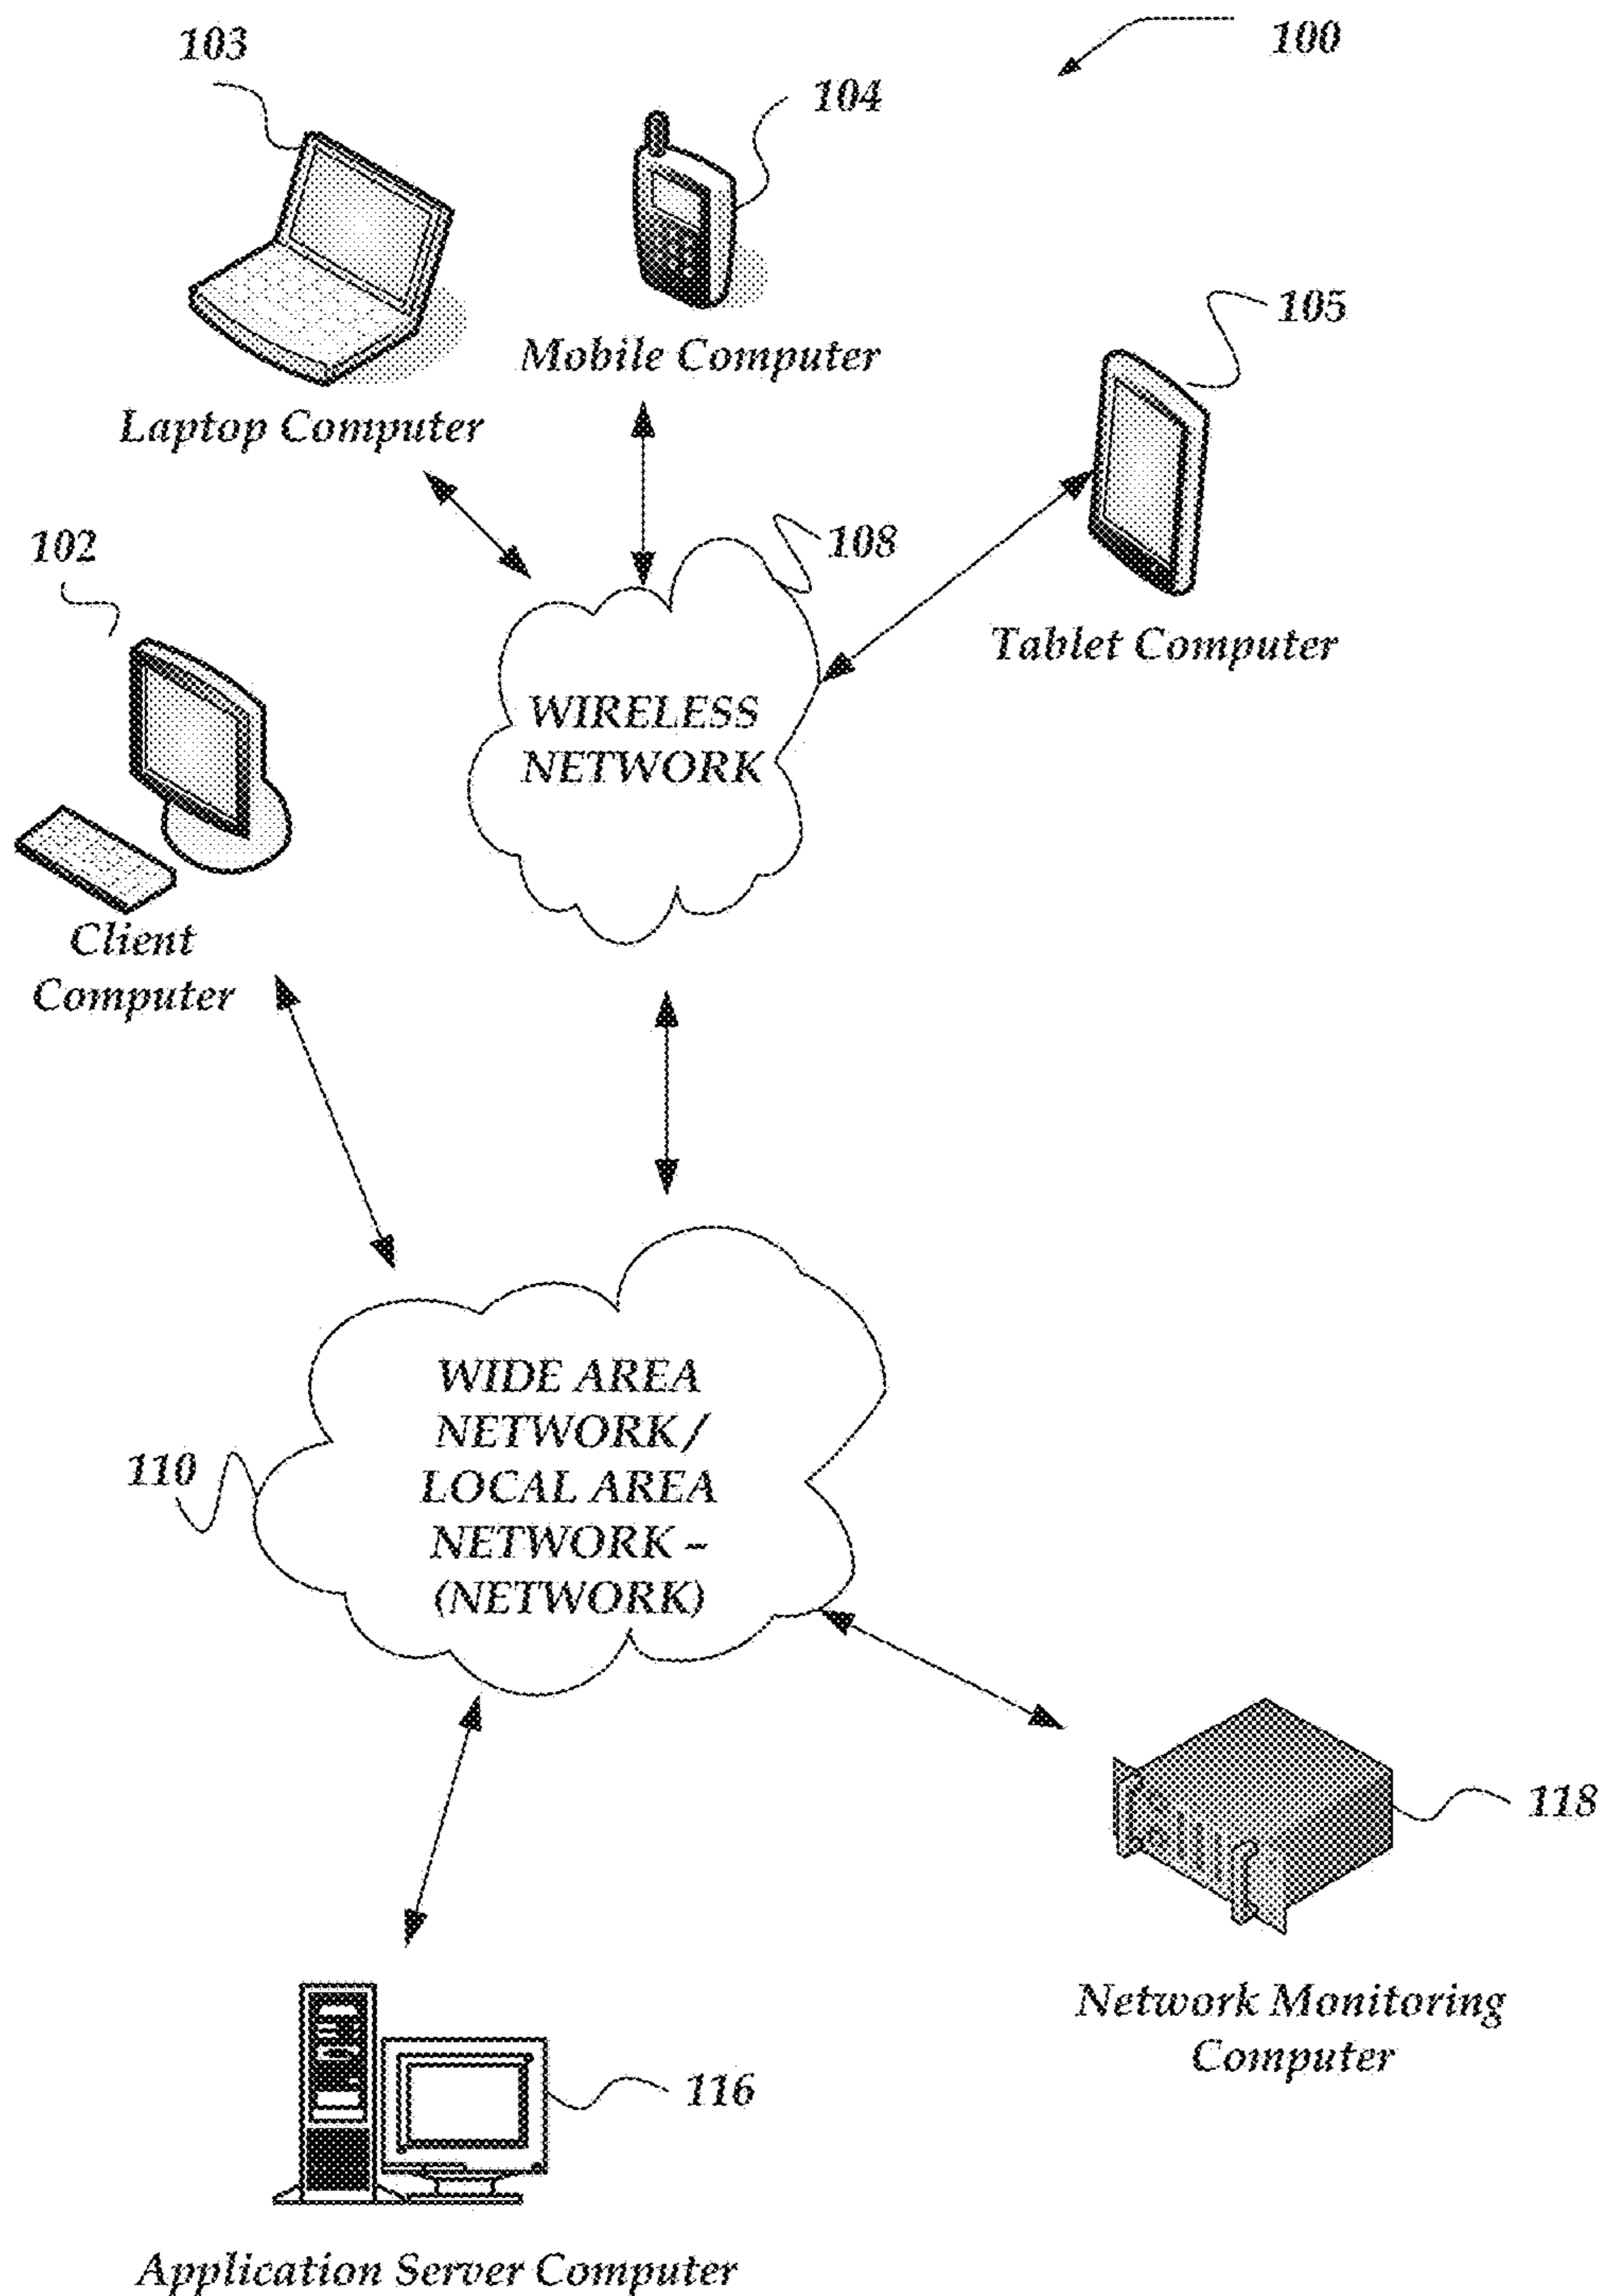 103
100
104
105
Mobile Computer
Laptop Computer
102
108
Tablet Computer
WIRELESS
NETWORK
Client
Computer
WIDE AREA
NETWORK /
LOCAL AREA
NETWORK –
(NETWORK)
110
118
Network Monitoring
Computer
116
Application Server Computer